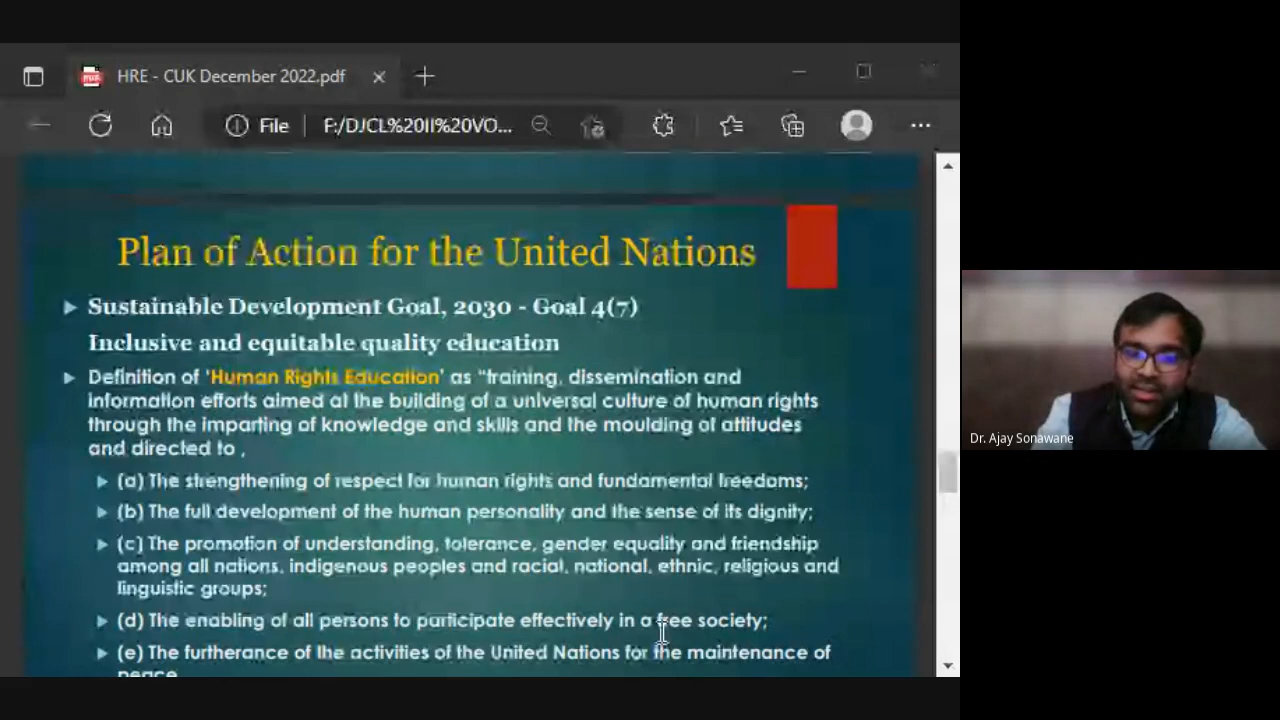 HRE - CUK December 2022.pdf
File
F:/DJCL%20II%20VO...
Plan of Action for the United Nations
Sustainable Development Goal, 2030 - Goal 4(7)
Inclusive and equitable quality education
Definition of 'Human Rights Education' as "training, dissemination and
information efforts aimed at the building of a universal culture of human rights
through the imparting of knowledge and skills and the moulding of attitudes
and directed to ,
(a) The strengthening of respect for human rights and fundamental freedoms;
(b) The full development of the human personality and the sense of its dignity;
(c) The promotion of understanding, tolerance, gender equality and friendship
among all nations, indigenous peoples and racial, national, ethnic, religious and
linguistic groups;
(d) The enabling of all persons to participate effectively in a free society;
(e) The furtherance of the activities of the United Nations for the maintenance of
peace
Dr. Ajay Sonawane